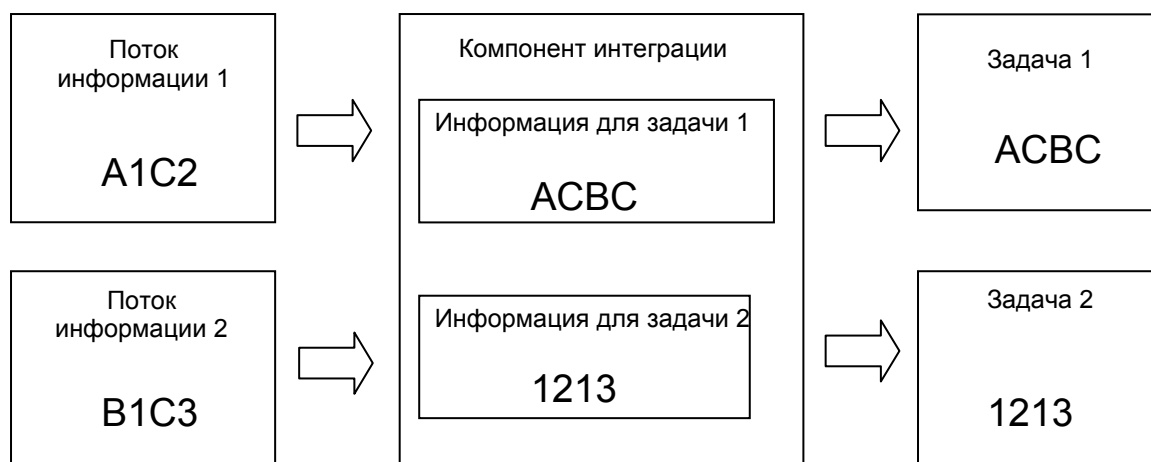 Поток
информации 1
A1C2
Поток
информации 2
B1C3
Компонент интеграции
Информация для задачи 1
ACBC
Информация для задачи 2
1213
Задача 1
ACBC
Задача 2
1213